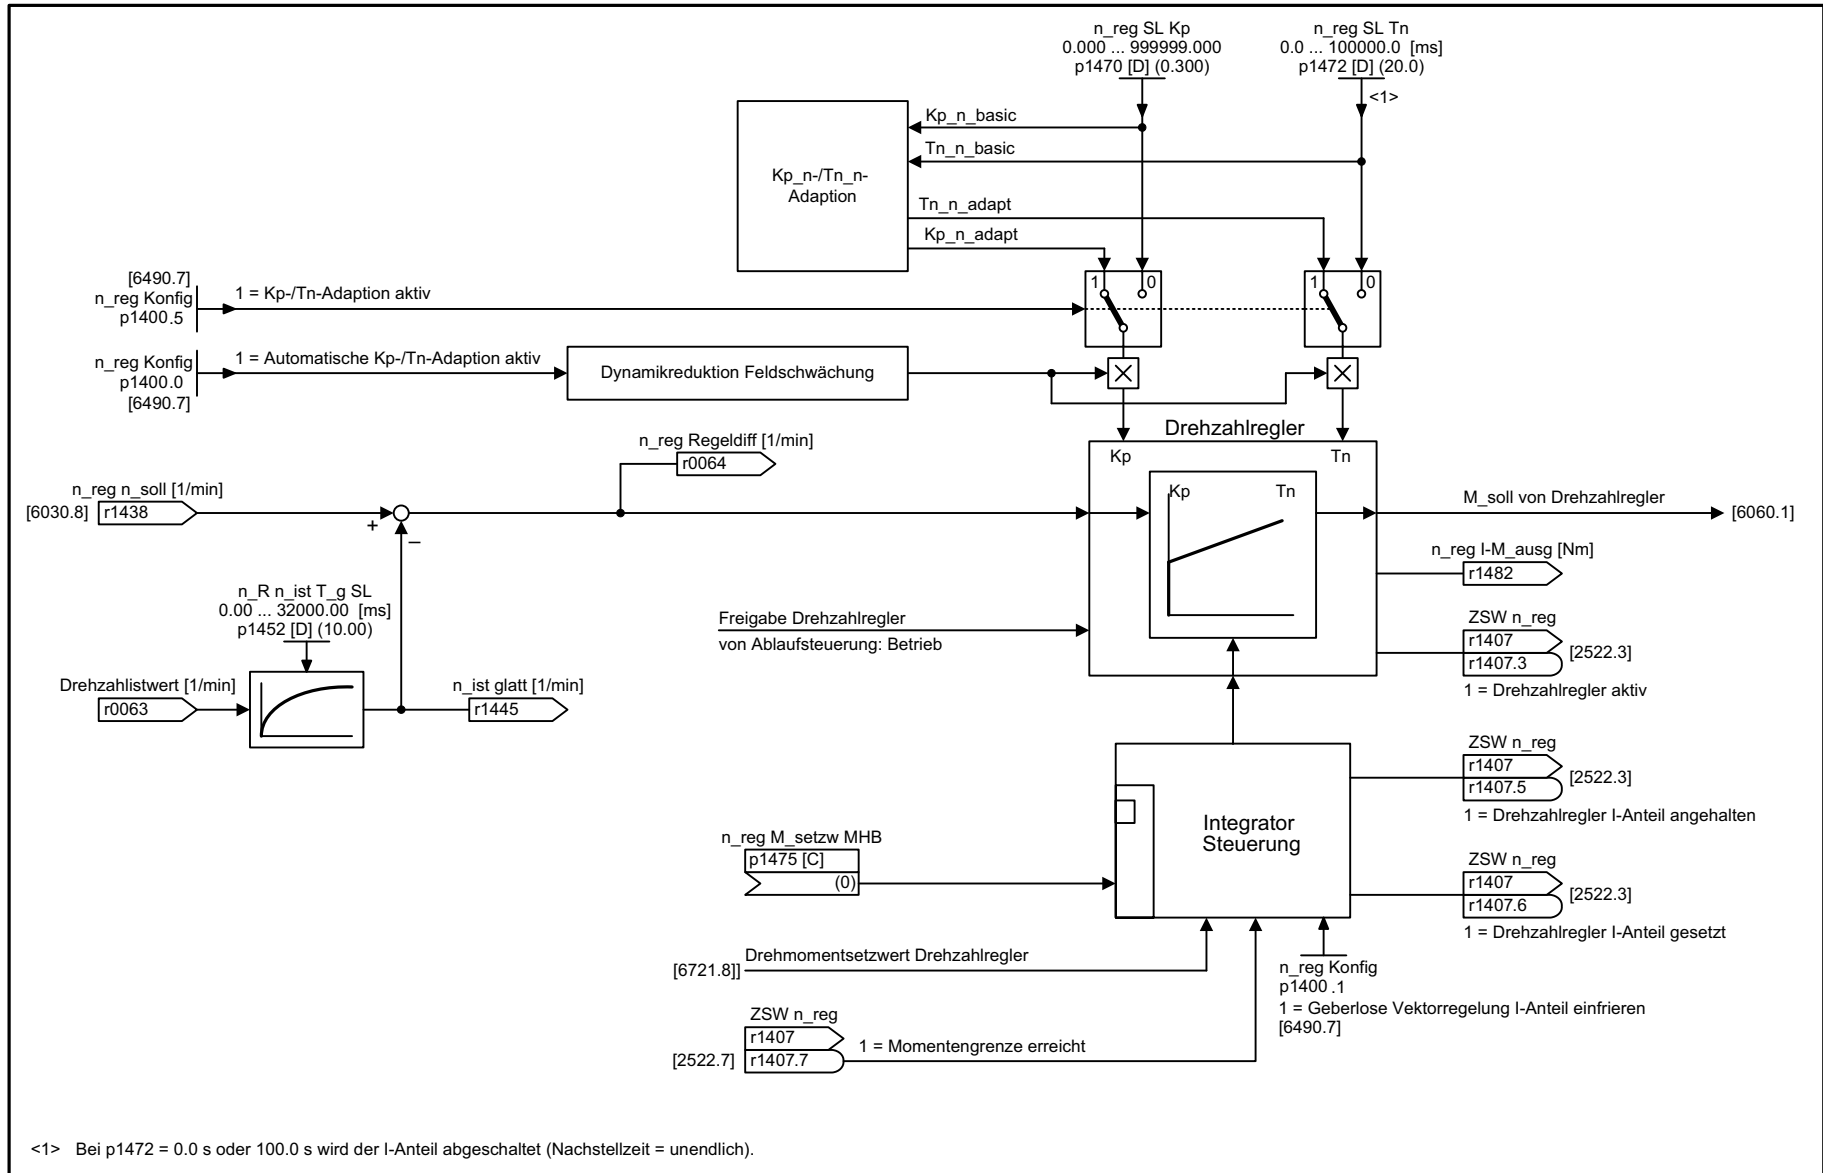 n_reg SL Kp
0.000 ... 999999.000
p1470 [D] (0.300)
n_reg SL Tn
0.0 ... 100000.0 [ms]
p1472 [D] (20.0)
<1>
Kp_n_basic
Tn_n_basic
Kp_n-/Tn_n-
Adaption
Tn_n_adapt
Kp_n_adapt
[6490.7]
n_reg Konfig
p1400.5
1 = Kp-/Tn-Adaption aktiv
1
0
1
0
n_reg Konfig
p1400.0
[6490.7]
1 = Automatische Kp-/Tn-Adaption aktiv
Dynamikreduktion Feldschwächung
Drehzahlregler
n_reg Regeldiff [1/min]
r0064
Kp
Tn
Kp
Tn
n_reg n_soll [1/min]
[6030.8]
r1438
+
–
M_soll von Drehzahlregler
[6060.1]
n_reg I-M_ausg [Nm]
r1482
n_R n_ist T_g SL
0.00 ... 32000.00 [ms]
p1452 [D] (10.00)
Freigabe Drehzahlregler
von Ablaufsteuerung: Betrieb
ZSW n_reg
r1407
r1407.3
[2522.3]
1 = Drehzahlregler aktiv
Drehzahlistwert [1/min]
r0063
n_ist glatt [1/min]
r1445
ZSW n_reg
r1407
r1407.5
[2522.3]
1 = Drehzahlregler I-Anteil angehalten
Integrator
Steuerung
n_reg M_setzw MHB
p1475 [C]
(0)
ZSW n_reg
r1407
r1407.6
[2522.3]
1 = Drehzahlregler I-Anteil gesetzt
[6721.8]]
Drehmomentsetzwert Drehzahlregler
n_reg Konfig
p1400 .1
1 = Geberlose Vektorregelung I-Anteil einfrieren
[6490.7]
ZSW n_reg
r1407
[2522.7]
r1407.7
1 = Momentengrenze erreicht
<1> Bei p1472 = 0.0 s oder 100.0 s wird der I-Anteil abgeschaltet (Nachstellzeit = unendlich).